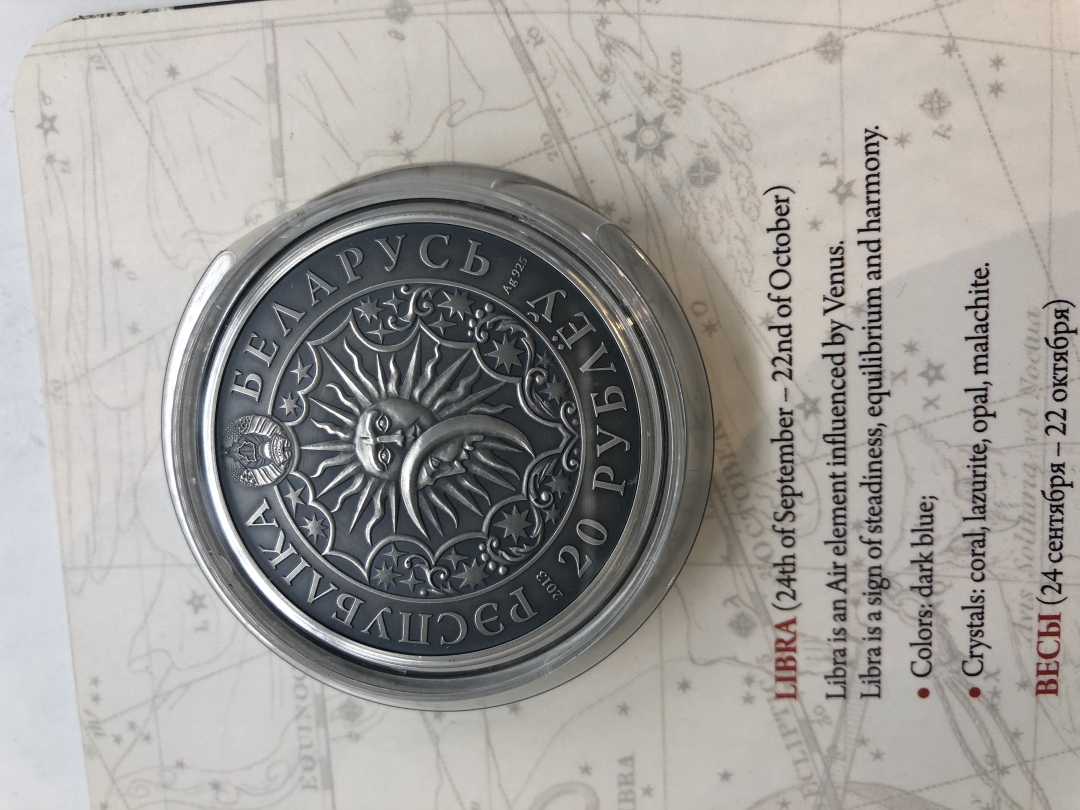 РЭСПУБЛІКА БЕЛАРУСЬ
Ag 925
2013
20 РУБЛЁЎ
LIBRA (24th of September – 22nd of October)
Libra is an Air element influenced by Venus.
Libra is a sign of steadiness, equilibrium and harmony.
• Colors: dark blue;
• Crystals: coral, lazurite, opal, malachite.
ВЕСЫ (24 сентября – 22 октября)
Spica